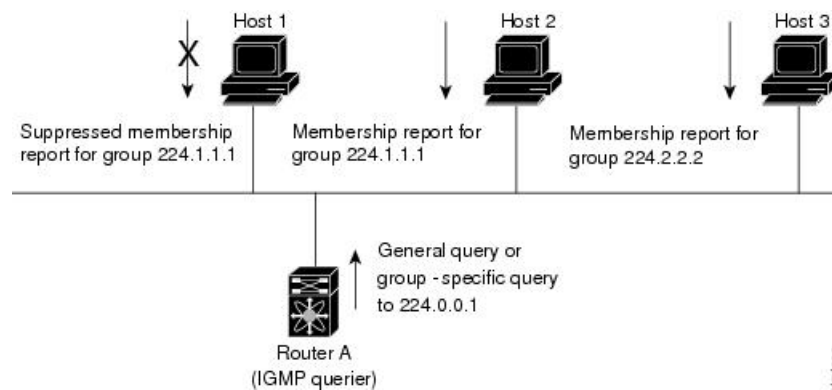 Host 1
Host 2
Host 3
X
Suppressed membership
report for group 224.1.1.1
Membership report for
group 224.1.1.1
Membership report for
group 224.2.2.2
General query or
group - specific query
to 224.0.0.1
Router A
(IGMP querier)